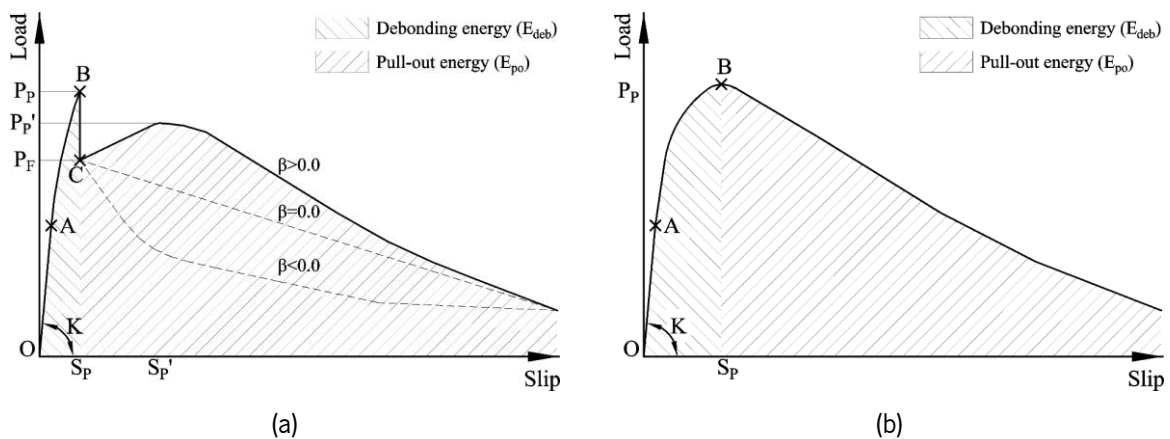 Load
Debonding energy (E_deb)
Pull-out energy (E_po)
P_P
B
P_P'
P_F
C
β>0.0
β=0.0
β<0.0
A
K
O
S_P
S_P'
Slip
(a)
Load
Debonding energy (E_deb)
Pull-out energy (E_po)
P_P
B
A
K
O
S_P
Slip
(b)